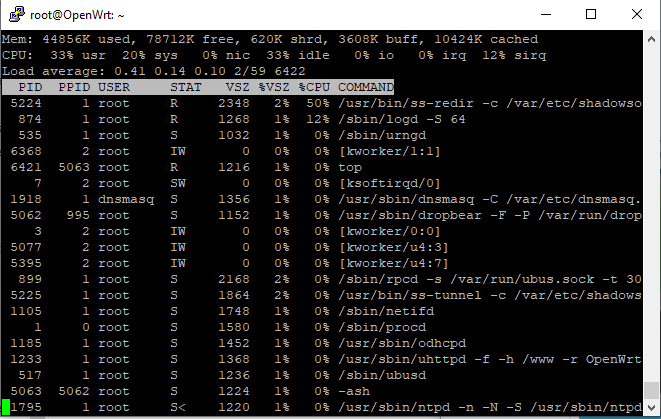 root@OpenWrt: ~
Mem: 44856K used, 78712K free, 620K shrd, 3608K buff, 10424K cached
CPU:  33% usr  20% sys   0% nic  33% idle   0% io   0% irq  12% sirq
Load average: 0.41 0.14 0.10 2/59 6422
  PID  PPID USER     STAT   VSZ %VSZ %CPU COMMAND
 5224     1 root     R     2348   2%  50% /usr/bin/ss-redir -c /var/etc/shadowso
  874     1 root     R     1268   1%  12% /sbin/logd -S 64
  535     1 root     S     1032   1%   0% /sbin/urngd
 6368     2 root     IW       0   0%   0% [kworker/1:1]
 6421  5063 root     R     1216   1%   0% top
    7     2 root     SW       0   0%   0% [ksoftirqd/0]
 1918     1 dnsmasq  S     1356   1%   0% /usr/sbin/dnsmasq -C /var/etc/dnsmasq.
 5062   995 root     S     1152   1%   0% /usr/sbin/dropbear -F -P /var/run/drop
    3     2 root     IW       0   0%   0% [kworker/0:0]
 5077     2 root     IW       0   0%   0% [kworker/u4:3]
 5395     2 root     IW       0   0%   0% [kworker/u4:7]
  899     1 root     S     2168   2%   0% /sbin/rpcd -s /var/run/ubus.sock -t 30
 5225     1 root     S     1864   2%   0% /usr/bin/ss-tunnel -c /var/etc/shadows
 1105     1 root     S     1748   1%   0% /sbin/netifd
    1     0 root     S     1580   1%   0% /sbin/procd
 1185     1 root     S     1452   1%   0% /usr/sbin/odhcpd
 1233     1 root     S     1368   1%   0% /usr/sbin/uhttpd -f -h /www -r OpenWrt
  517     1 root     S     1236   1%   0% /sbin/ubusd
 5063  5062 root     S     1224   1%   0% -ash
 1795     1 root     S<    1220   1%   0% /usr/sbin/ntpd -n -N -S /usr/sbin/ntpd